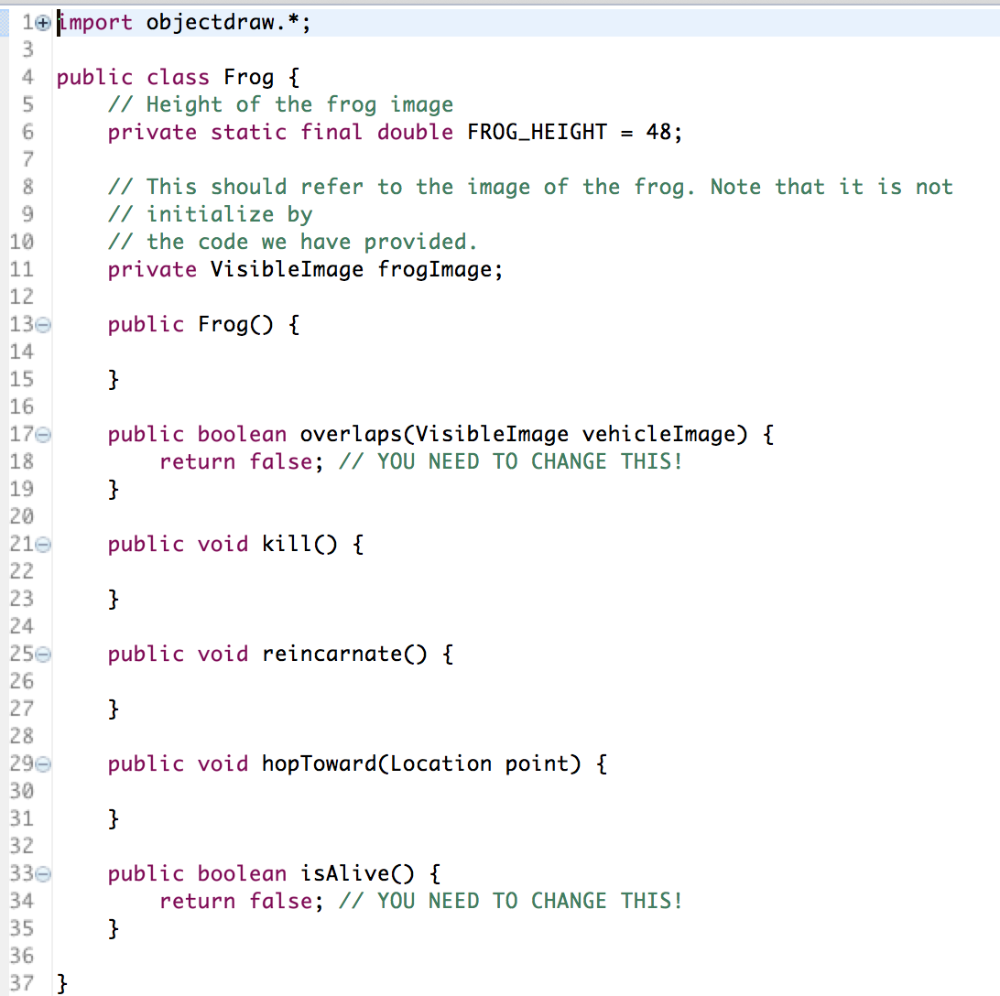 1 import objectdraw.*;
3
4 public class Frog {
5 // Height of the frog image
6 private static final double FROG_HEIGHT = 48;
7
8 // This should refer to the image of the frog. Note that it is not
9 // initialize by
10 // the code we have provided.
11 private VisibleImage frogImage;
12
13 public Frog() {
14
15 }
16
17 public boolean overlaps(VisibleImage vehicleImage) {
18 return false; // YOU NEED TO CHANGE THIS!
19 }
20
21 public void kill() {
22
23 }
24
25 public void reincarnate() {
26
27 }
28
29 public void hopToward(Location point) {
30
31 }
32
33 public boolean isAlive() {
34 return false; // YOU NEED TO CHANGE THIS!
35 }
36
37 }